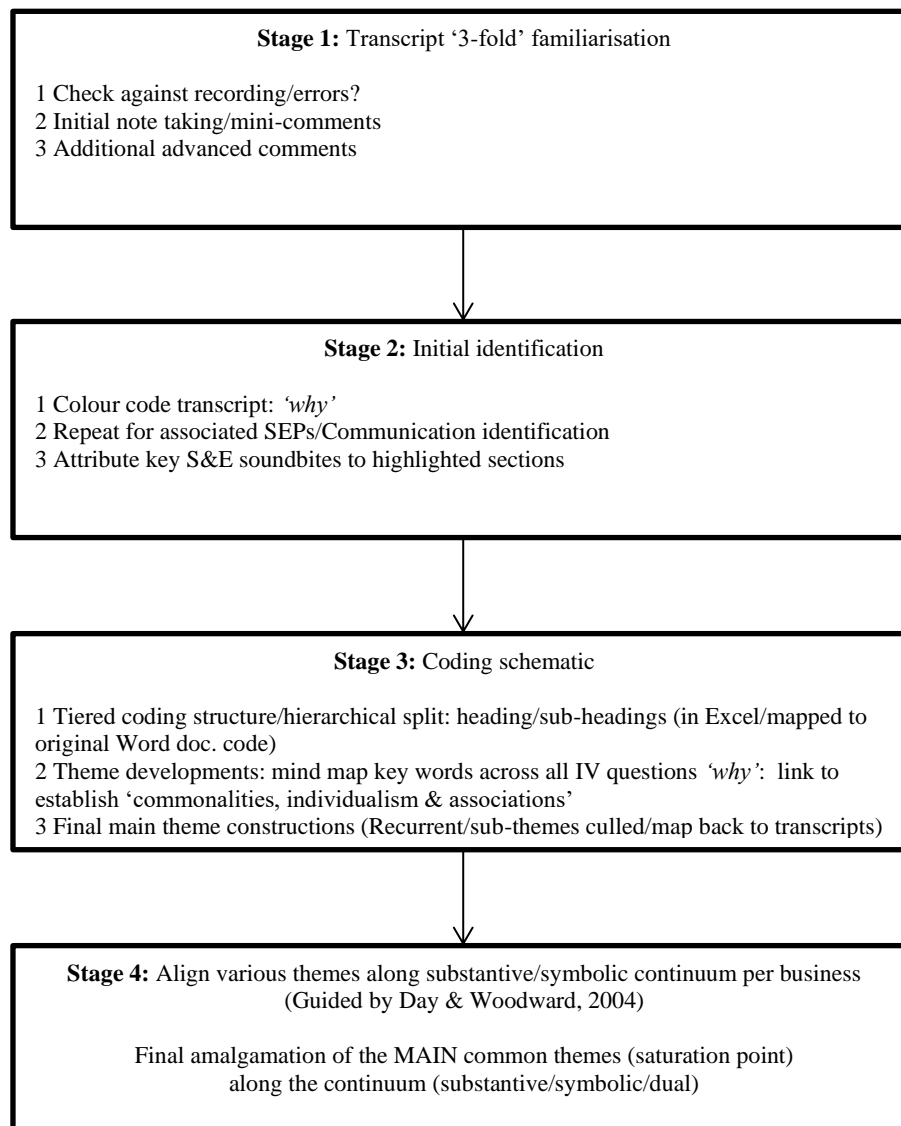 Stage 1: Transcript ‘3-fold’ familiarisation
1 Check against recording/errors?
2 Initial note taking/mini-comments
3 Additional advanced comments
Stage 2: Initial identification
1 Colour code transcript: ‘why’
2 Repeat for associated SEPs/Communication identification
3 Attribute key S&E soundbites to highlighted sections
Stage 3: Coding schematic
1 Tiered coding structure/hierarchical split: heading/sub-headings (in Excel/mapped to
original Word doc. code)
2 Theme developments: mind map key words across all IV questions ‘why’: link to
establish ‘commonalities, individualism & associations’
3 Final main theme constructions (Recurrent/sub-themes culled/map back to transcripts)
Stage 4: Align various themes along substantive/symbolic continuum per business
(Guided by Day & Woodward, 2004)
Final amalgamation of the MAIN common themes (saturation point)
along the continuum (substantive/symbolic/dual)